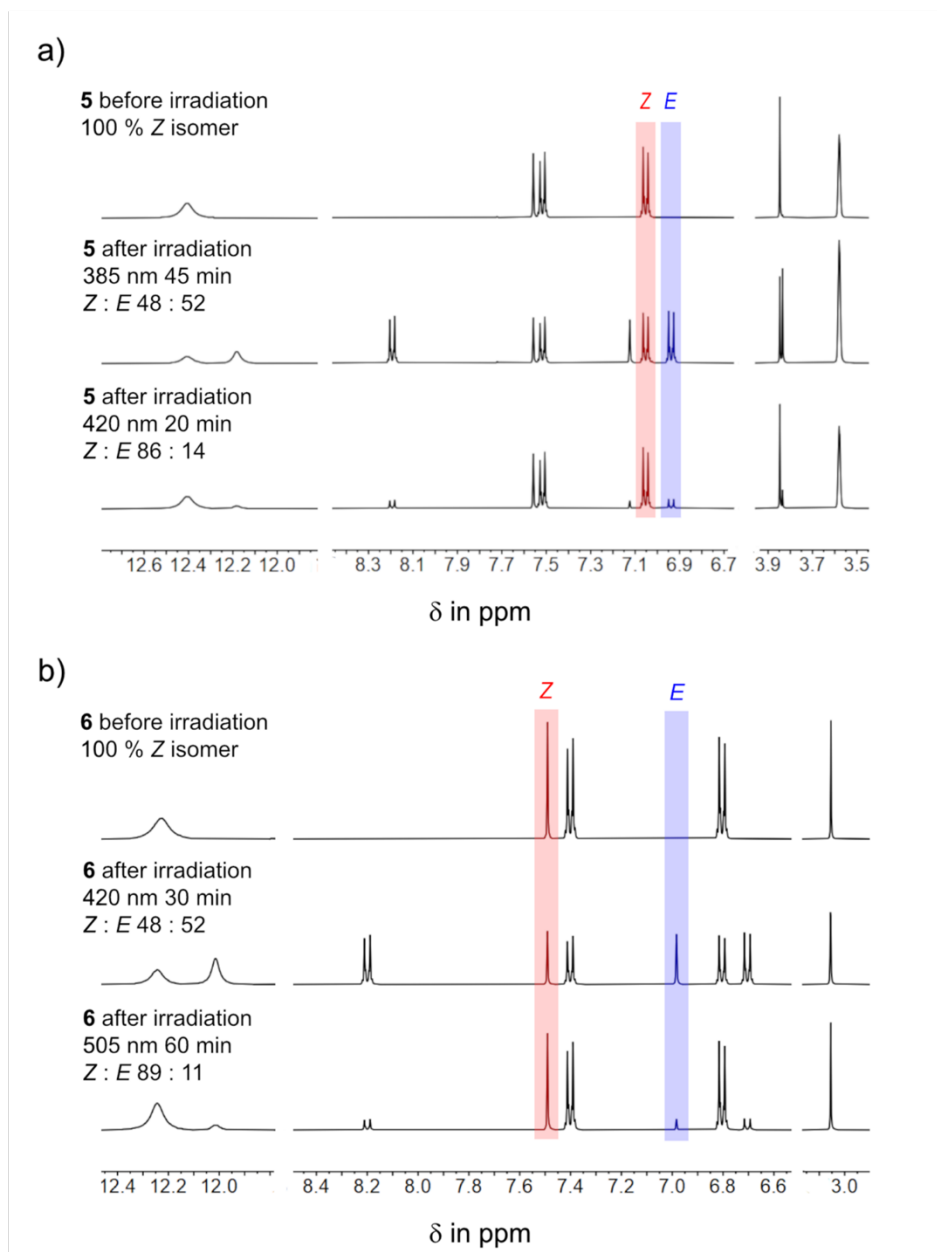 a)
5 before irradiation
100 % Z isomer
Z E
5 after irradiation
385 nm 45 min
Z : E 48 : 52
5 after irradiation
420 nm 20 min
Z : E 86 : 14
12.6 12.4 12.2 12.0 8.3 8.1 7.9 7.7 7.5 7.3 7.1 6.9 6.7 3.9 3.7 3.5
δ in ppm
b)
Z E
6 before irradiation
100 % Z isomer
6 after irradiation
420 nm 30 min
Z : E 48 : 52
6 after irradiation
505 nm 60 min
Z : E 89 : 11
12.4 12.2 12.0 8.4 8.2 8.0 7.8 7.6 7.4 7.2 7.0 6.8 6.6 3.0
δ in ppm